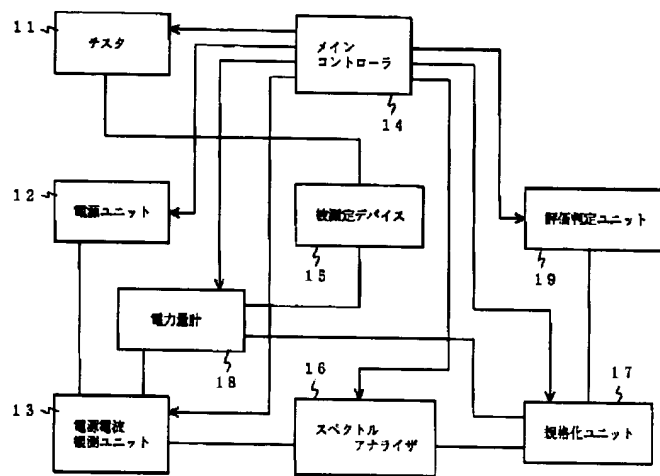 11
テスタ
メイン
コントローラ
14
12
電源ユニット
被測定デバイス
15
評価判定ユニット
19
電力量計
18
13
電源電波
観測ユニット
16
スペクトル
アナライザ
17
規格化ユニット